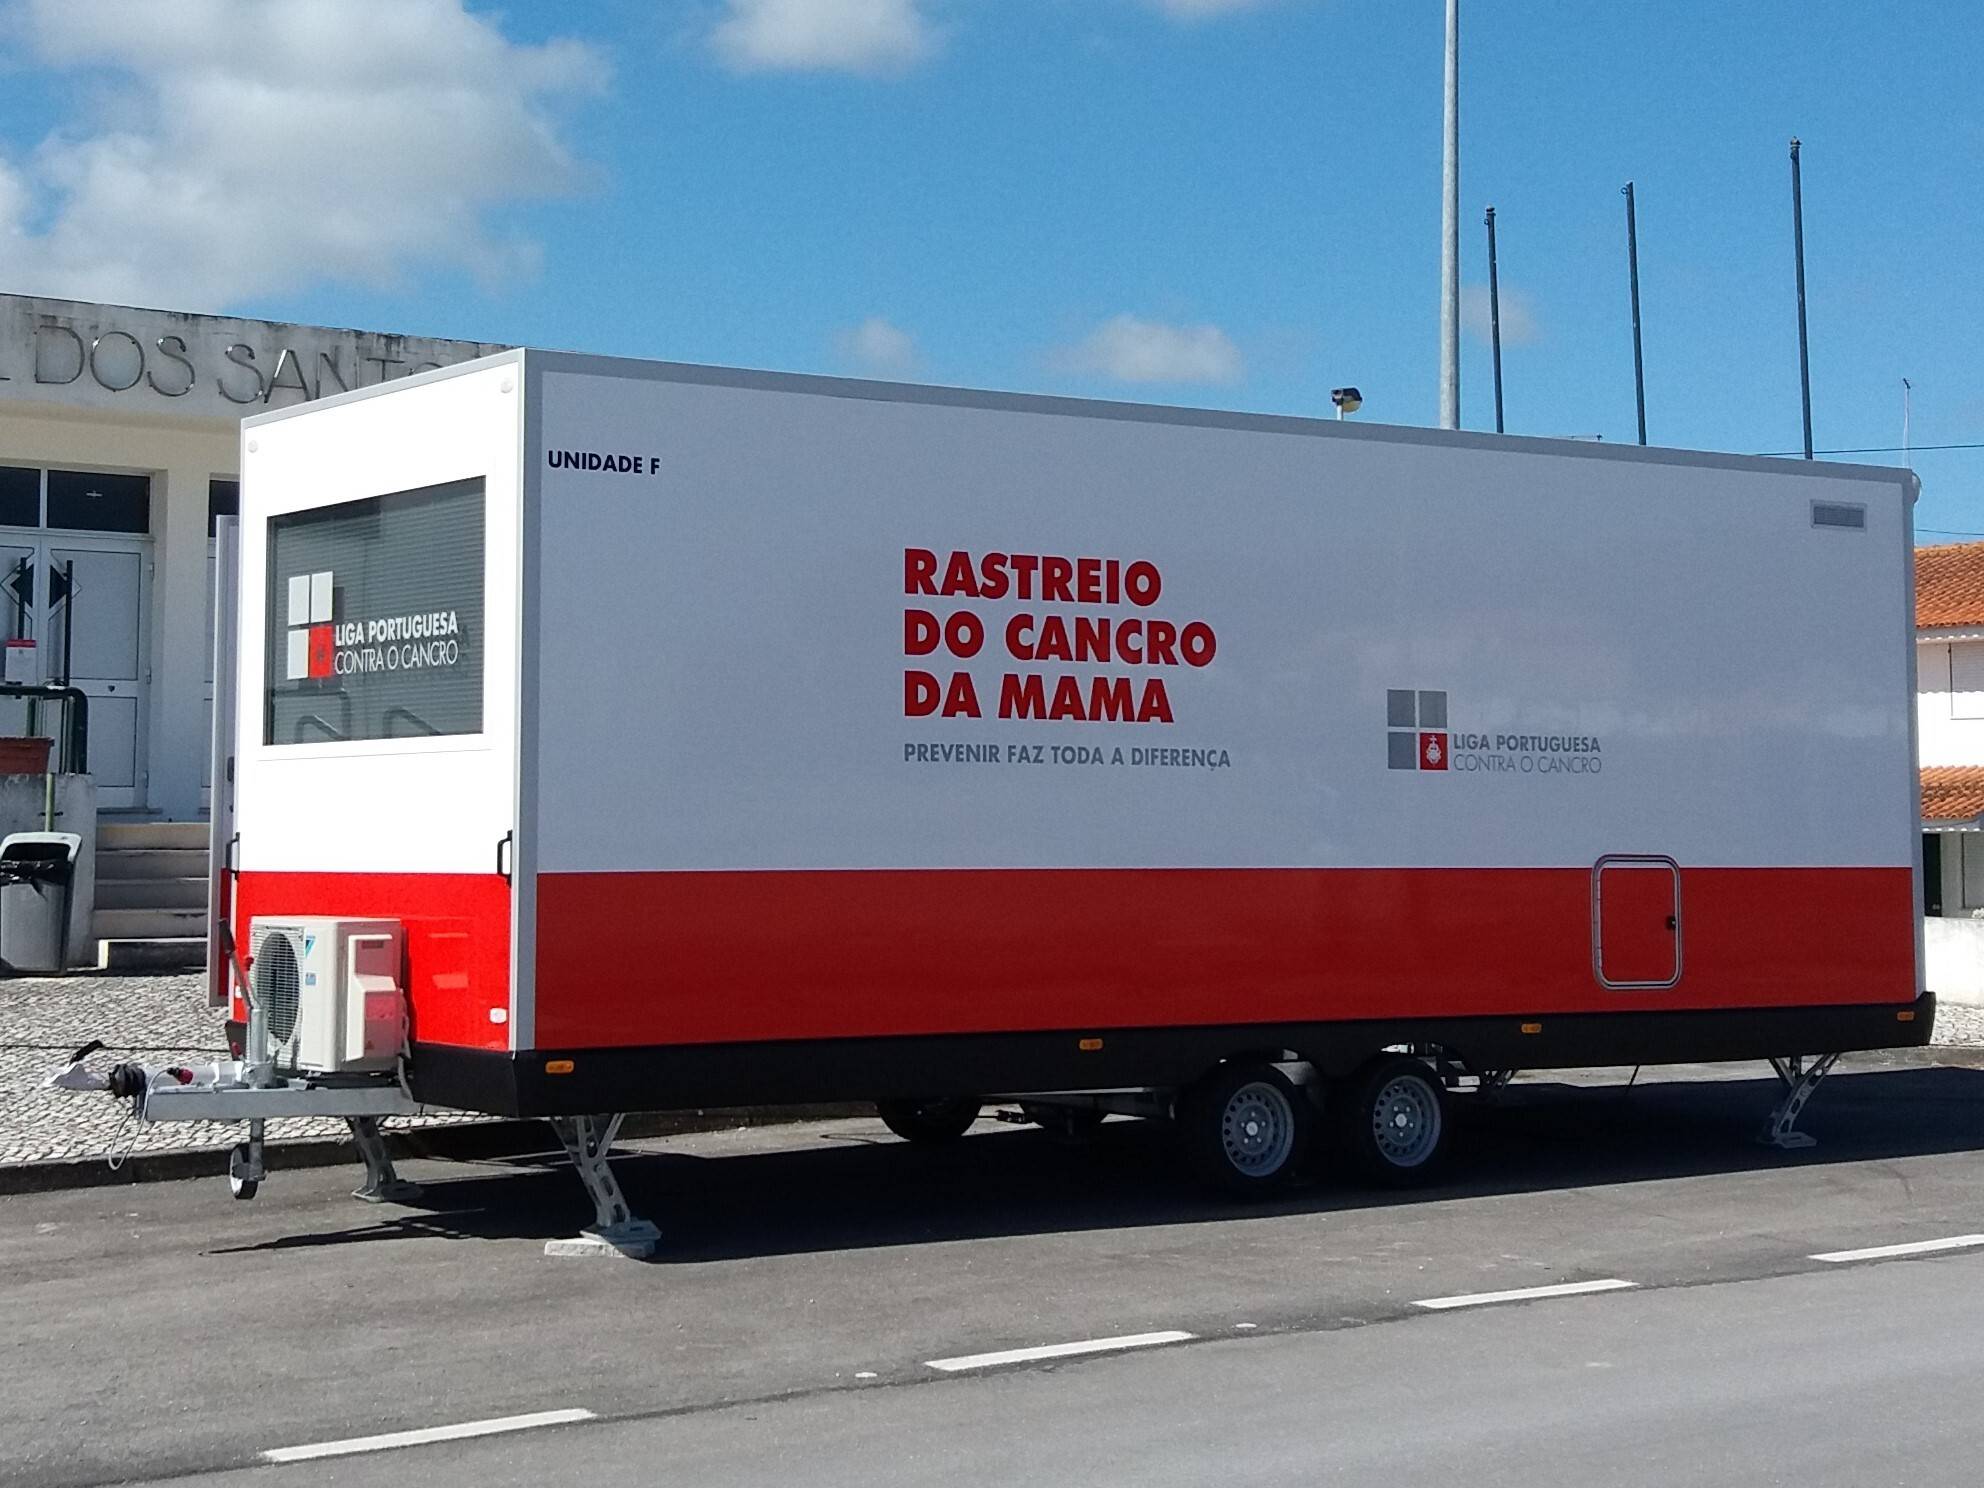 DOS SANTO
UNIDADE F
LIGA PORTUGUESA
CONTRA O CANCRO
RASTREIO
DO CANCRO
DA MAMA
PREVENIR FAZ TODA A DIFERENÇA
LIGA PORTUGUESA
CONTRA O CANCRO